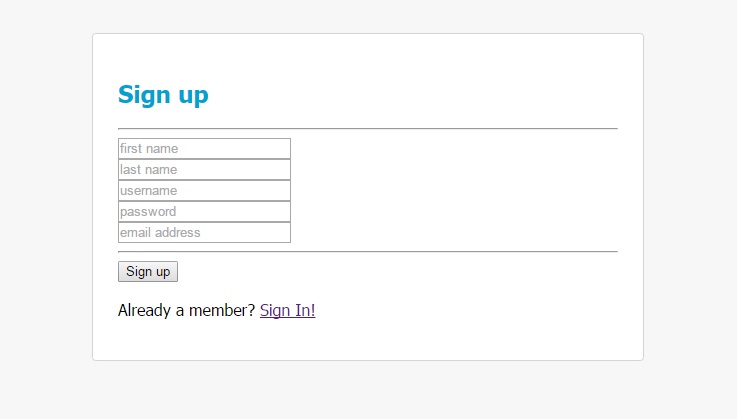 Sign up
first name
last name
username
password
email address
Sign up
Already a member? Sign In!